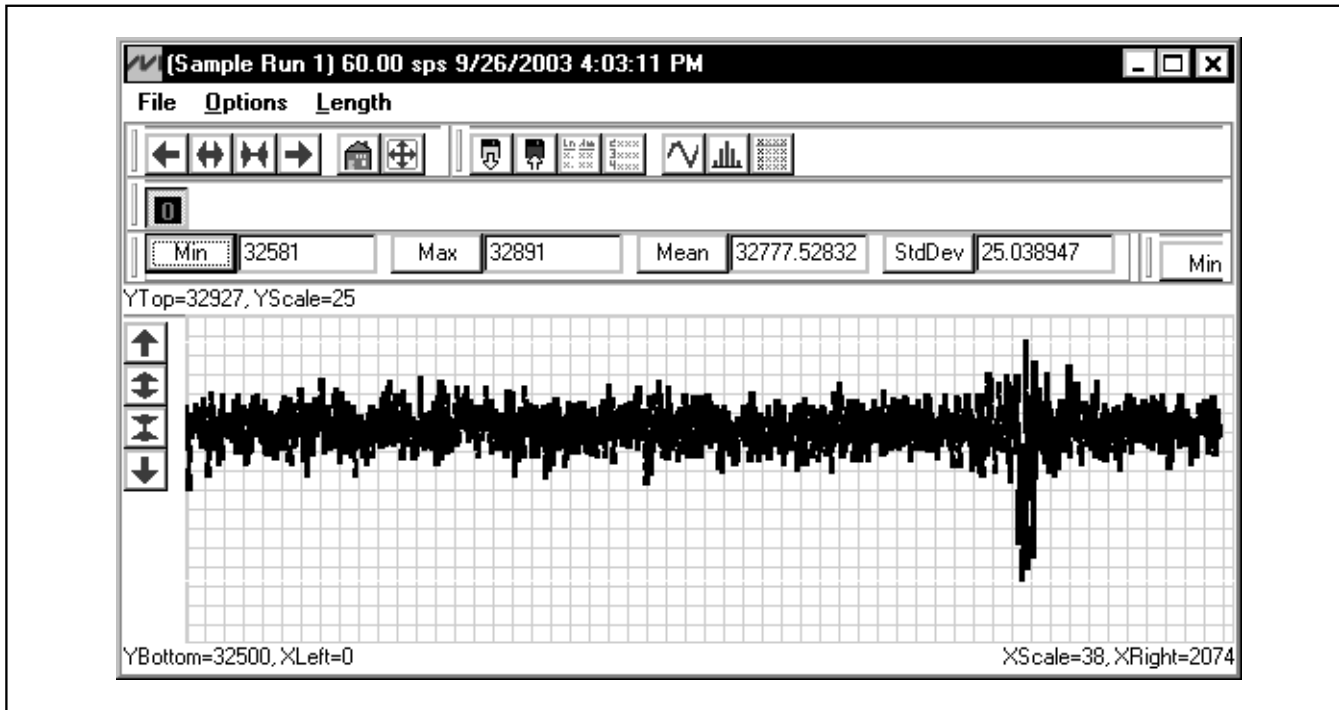 (Sample Run 1) 60.00 sps 9/26/2003 4:03:11 PM
File Options Length
0
Min 32581 Max 32891 Mean 32777.52832 StdDev 25.038947 Min
YTop=32927, YScale=25
YBottom=32500, XLeft=0 XScale=38, XRight=2074